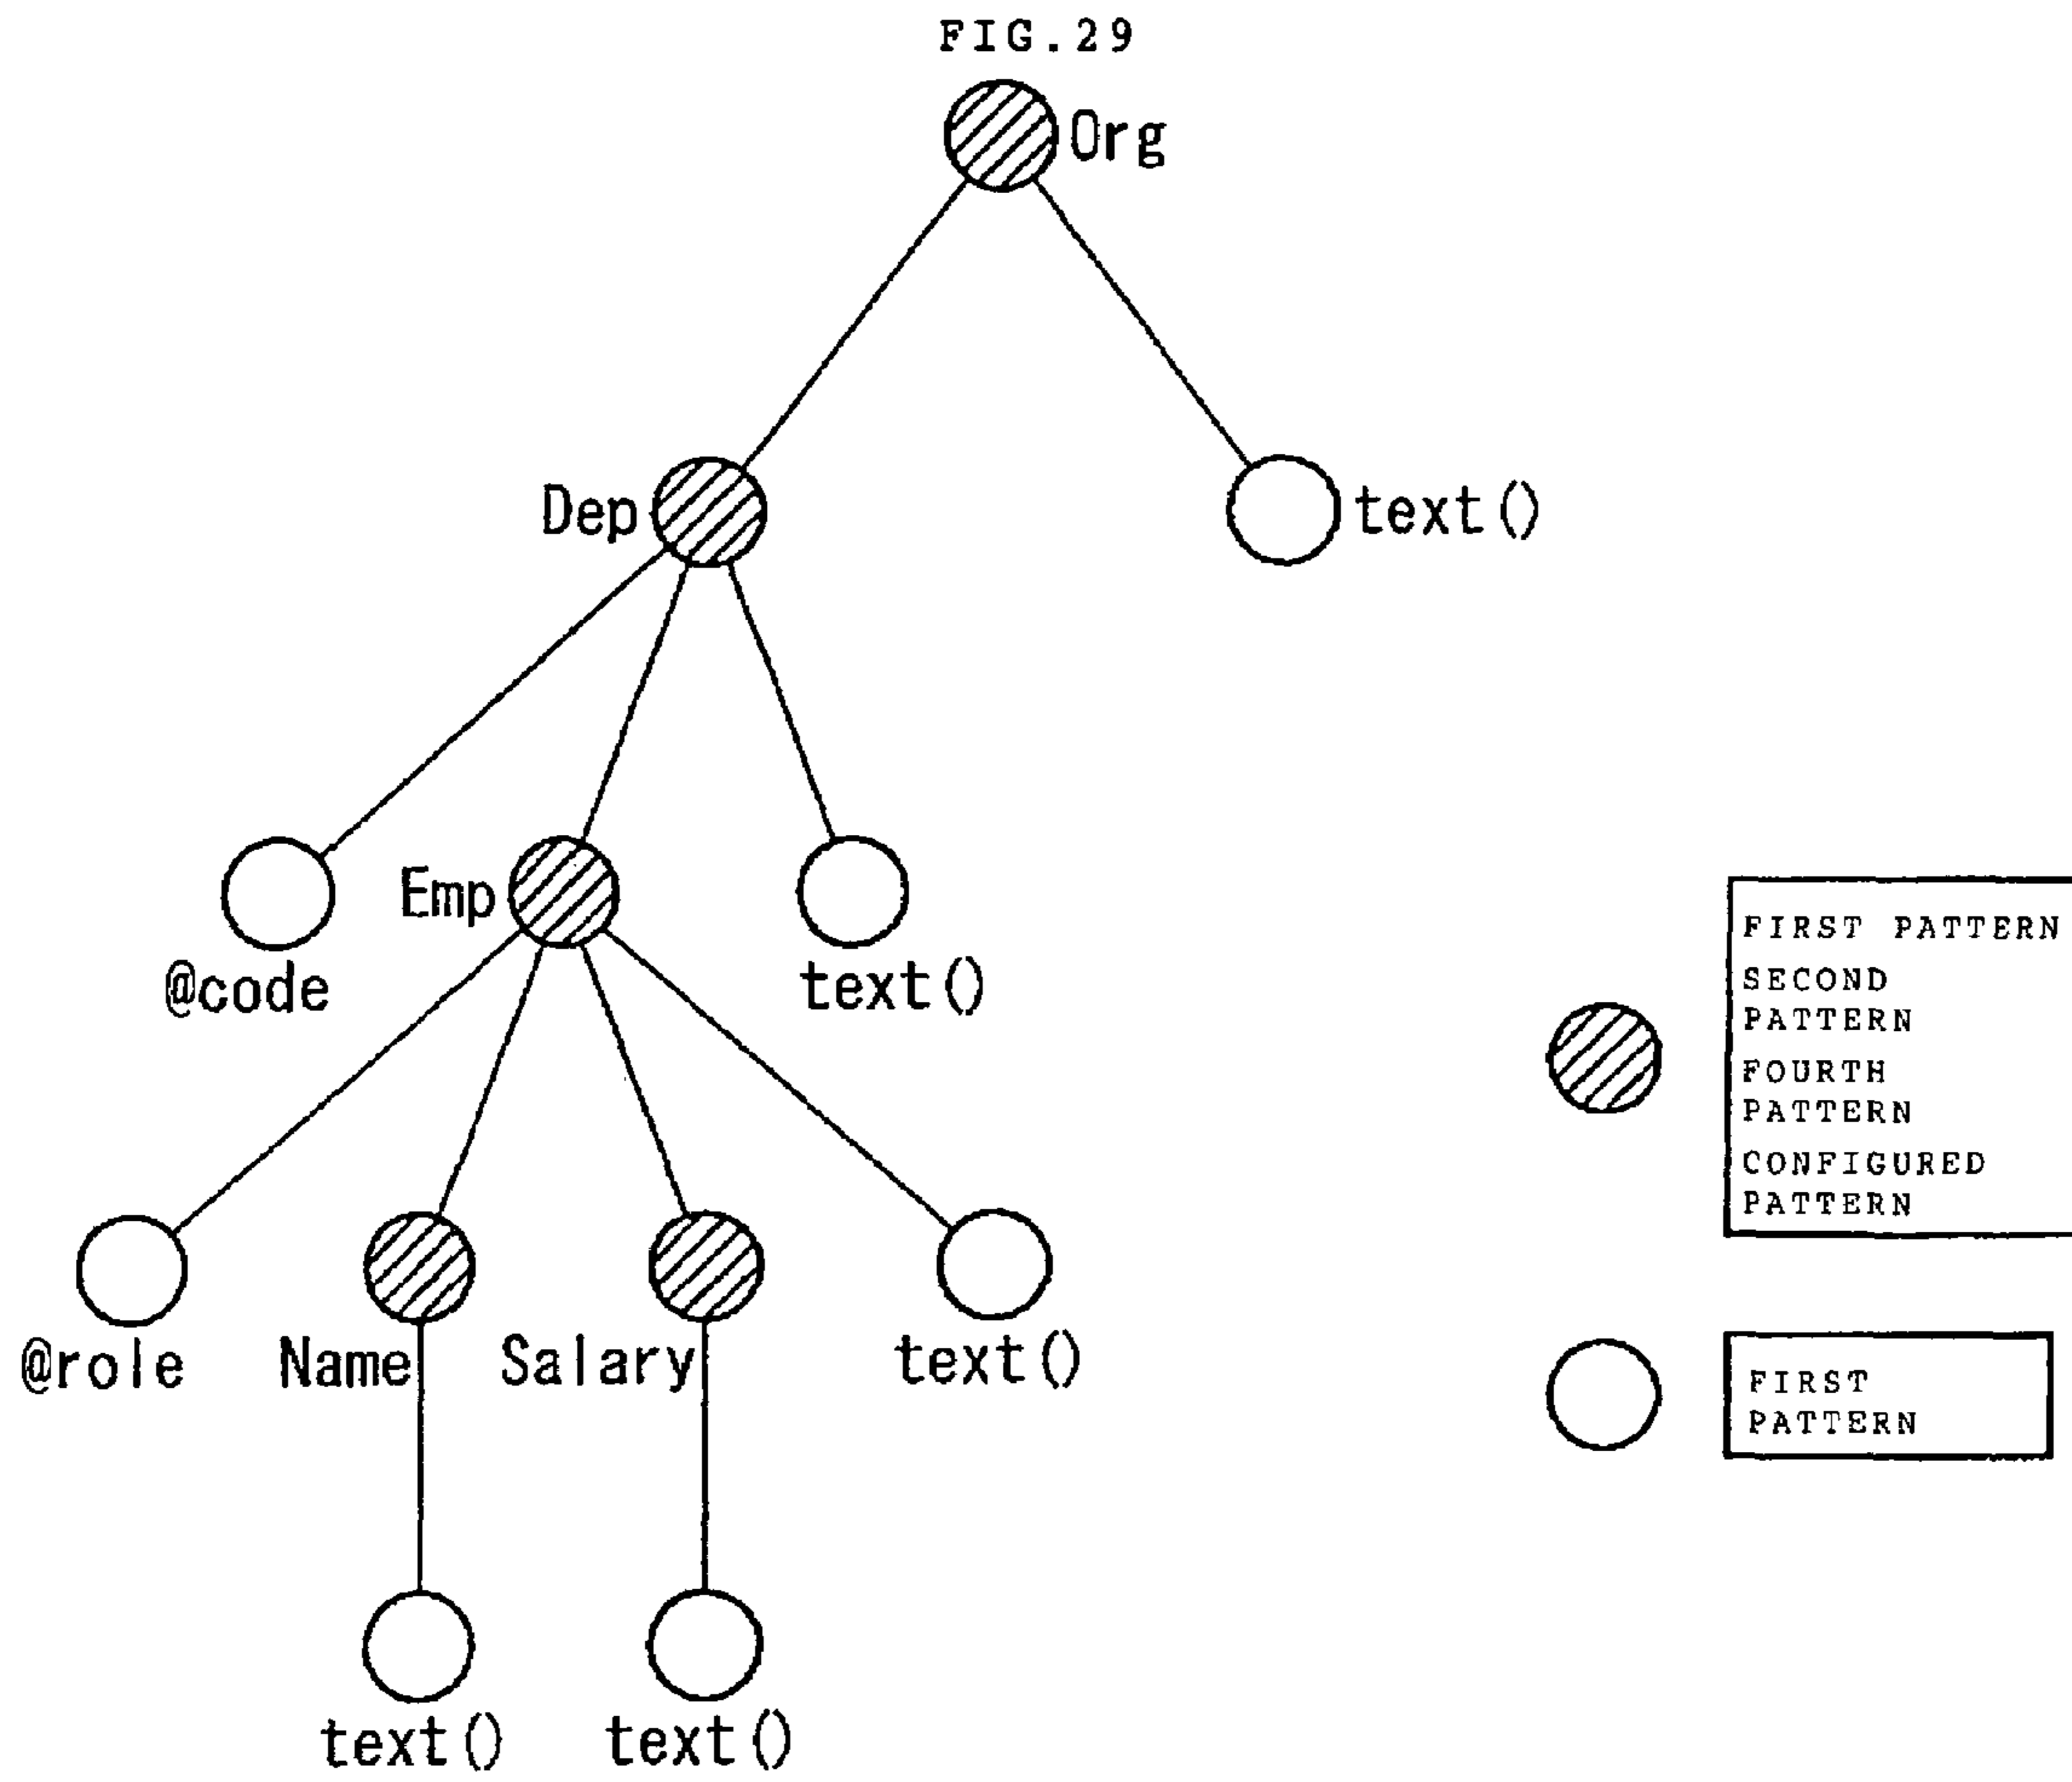 FIG.29
Org
Dep
text()
Emp
@code
text()
@role
Name
Salary
text()
text()
text()
FIRST PATTERN
SECOND
PATTERN
FOURTH
PATTERN
CONFIGURED
PATTERN
FIRST
PATTERN